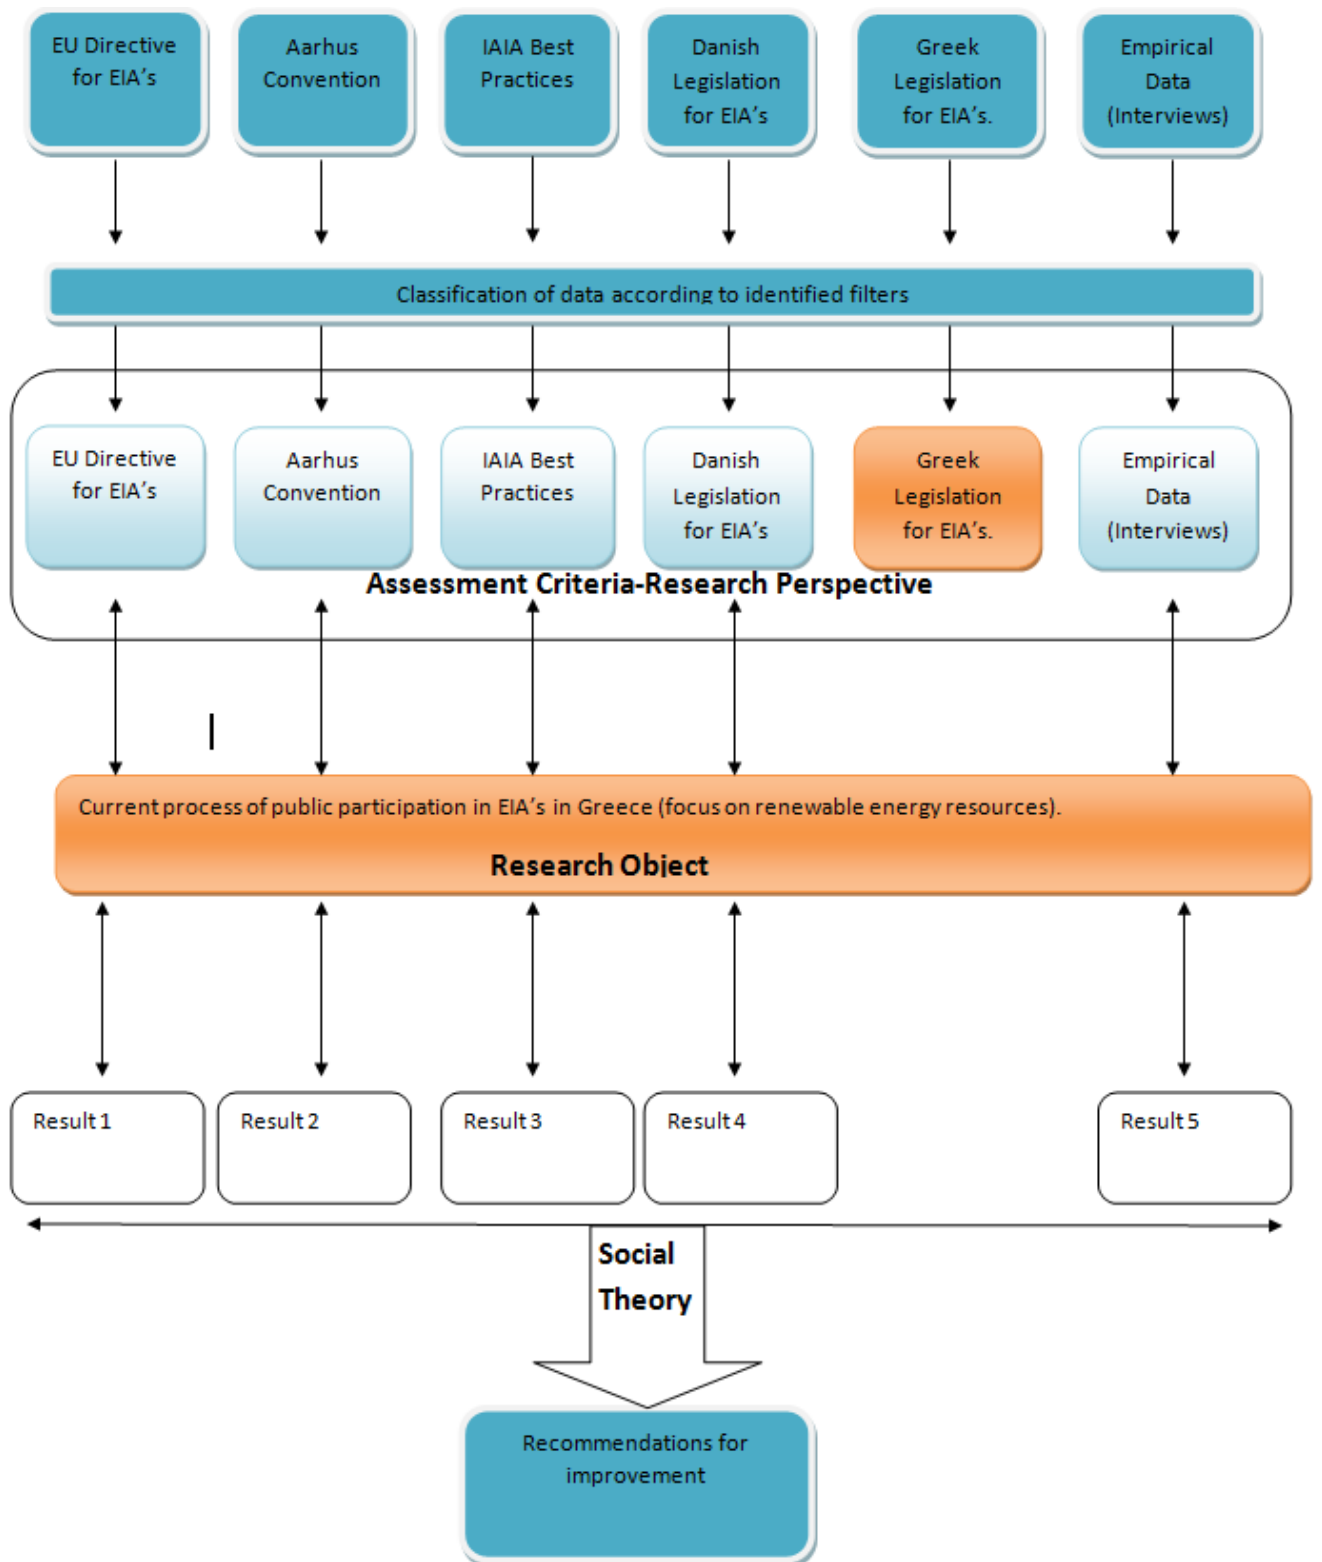 EU Directive
for EIA's
Aarhus
Convention
IAIA Best
Practices
Danish
Legislation
for EIA's
Greek
Legislation
for EIA's.
Empirical
Data
(Interviews)
Classification of data according to identified filters
EU Directive
for EIA's
Aarhus
Convention
IAIA Best
Practices
Danish
Legislation
for EIA's
Greek
Legislation
for EIA's.
Empirical
Data
(Interviews)
Assessment Criteria-Research Perspective
Current process of public participation in EIA's in Greece (focus on renewable energy resources).
Research Object
Result 1
Result 2
Result 3
Result 4
Result 5
Social
Theory
Recommendations for
improvement